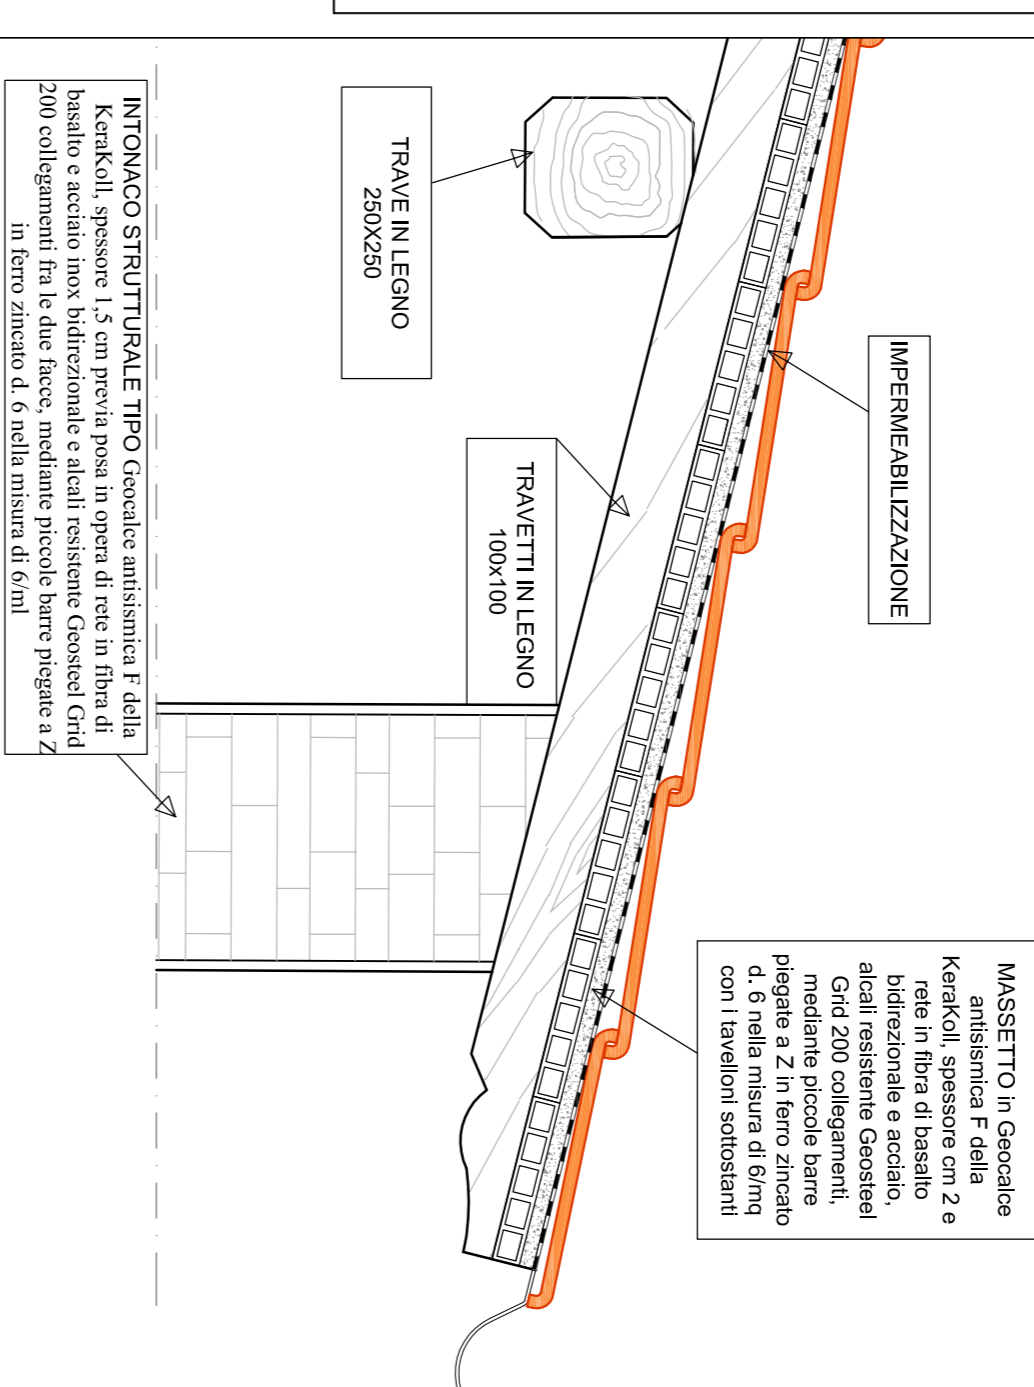 IMPERMEABILIZZAZIONE
MASSETTO in Geocalce
antisismica F della
KeraKoll, spessore cm 2 e
rete in fibra di basalto
bidirezionale e acciaio,
alcali resistente Geosteel
Grid 200 collegamenti,
mediante piccole barre
piegate a Z in ferro zincato
d. 6 nella misura di 6/mq
con i tavelloni sottostanti
TRAVE IN LEGNO
250X250
TRAVETTI IN LEGNO
100x100
INTONACO STRUTTURALE TIPO Geocalce antisismica F della
KeraKoll, spessore 1,5 cm previa posa in opera di rete in fibra di
basalto e acciaio inox bidirezionale e alcali resistente Geosteel Grid
200 collegamenti fra le due facce, mediante piccole barre piegate a Z
in ferro zincato d. 6 nella misura di 6/ml